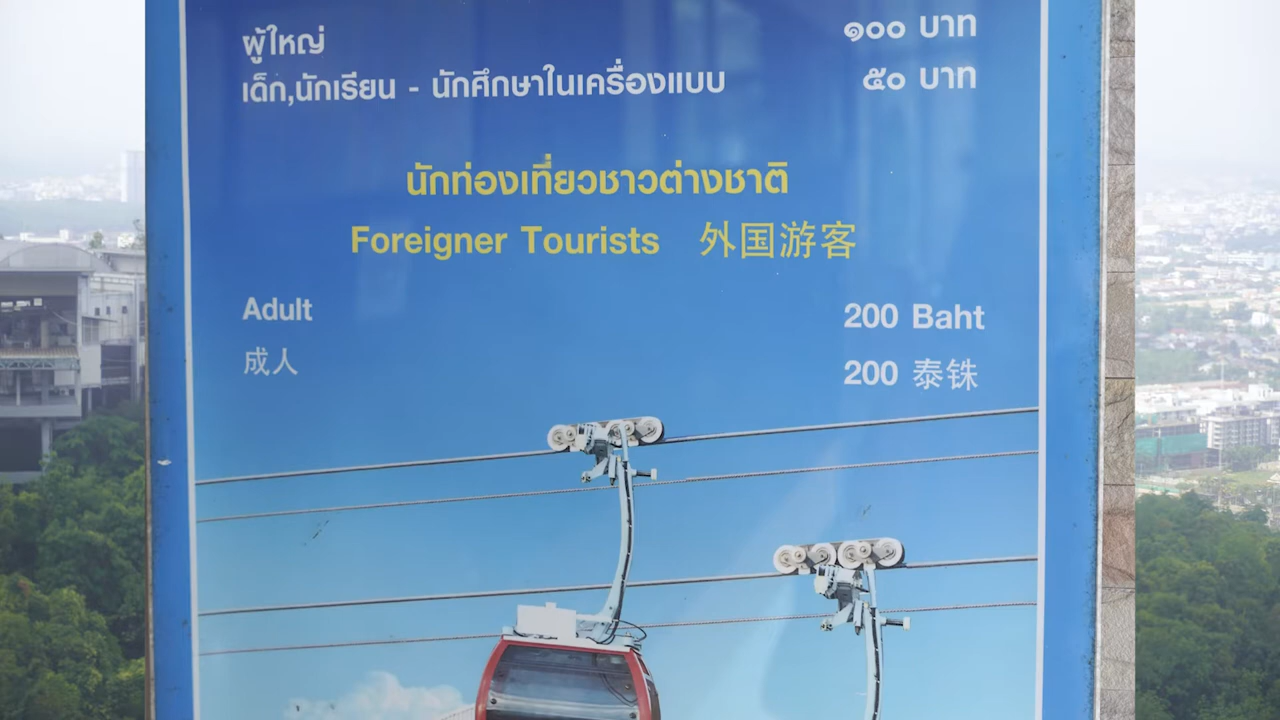 ผู้ใหญ่ ๑๐๐ บาท
เด็ก,นักเรียน - นักศึกษาในเครื่องแบบ ๕๐ บาท
นักท่องเที่ยวชาวต่างชาติ
Foreigner Tourists 外国游客
Adult 200 Baht
成人 200 泰铢